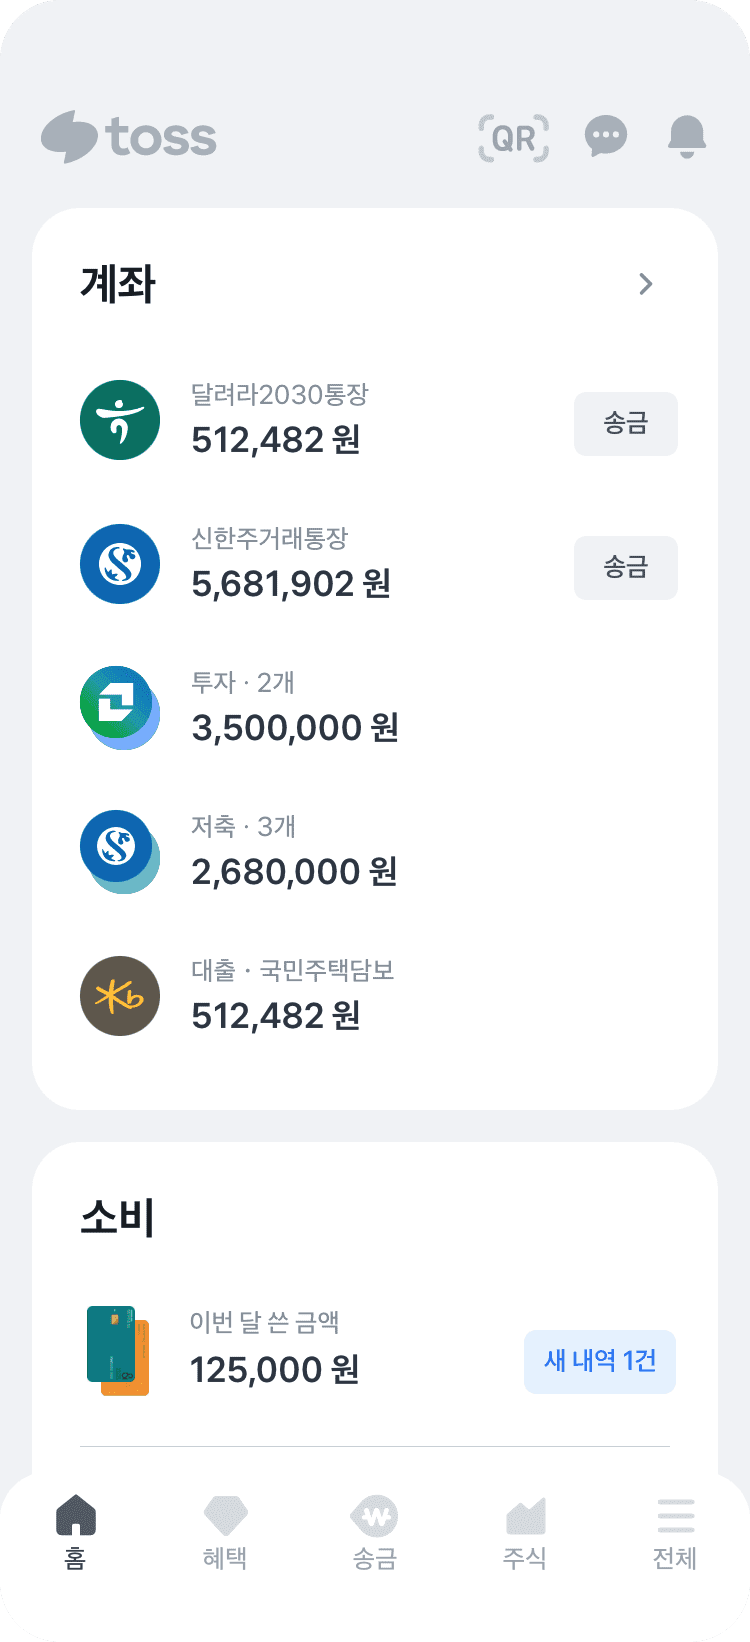 toss
QR
계좌
달려라2030통장
512,482 원
송금
신한주거래통장
5,681,902 원
송금
투자 · 2개
3,500,000 원
저축 · 3개
2,680,000 원
대출 · 국민주택담보
512,482 원
소비
이번 달 쓴 금액
125,000 원
새 내역 1건
홈
혜택
송금
주식
전체